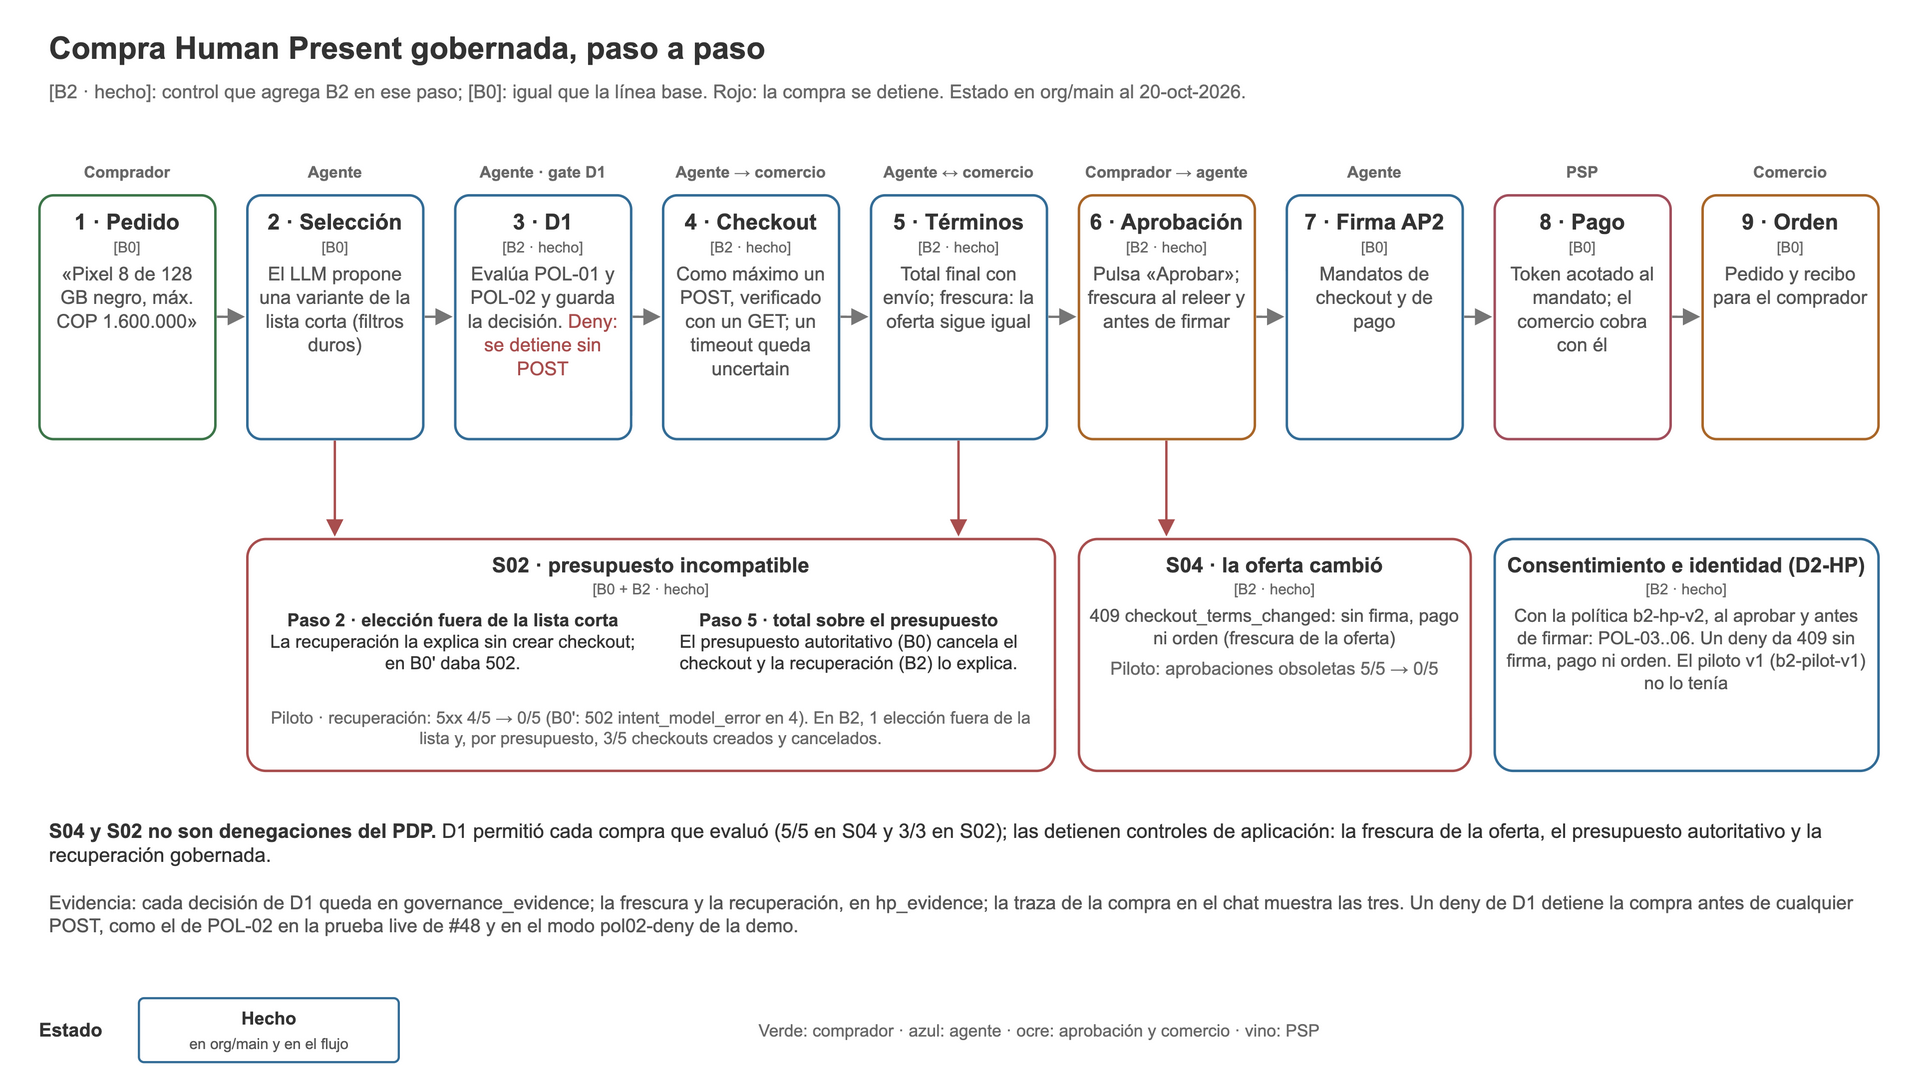 Compra Human Present gobernada, paso a paso
[B2 · hecho]: control que agrega B2 en ese paso; [B0]: igual que la línea base. Rojo: la compra se detiene. Estado en org/main al 20-oct-2026.
Comprador
1 · Pedido
[B0]
«Pixel 8 de 128
GB negro, máx.
COP 1.600.000»
Agente
2 · Selección
[B0]
El LLM propone
una variante de la
lista corta (filtros
duros)
Agente · gate D1
3 · D1
[B2 · hecho]
Evalúa POL-01 y
POL-02 y guarda
la decisión. Deny:
se detiene sin
POST
Agente → comercio
4 · Checkout
[B2 · hecho]
Como máximo un
POST, verificado
con un GET; un
timeout queda
uncertain
Agente ↔ comercio
5 · Términos
[B2 · hecho]
Total final con
envío; frescura: la
oferta sigue igual
Comprador → agente
6 · Aprobación
[B2 · hecho]
Pulsa «Aprobar»;
frescura al releer y
antes de firmar
Agente
7 · Firma AP2
[B0]
Mandatos de
checkout y de
pago
PSP
8 · Pago
[B0]
Token acotado al
mandato; el
comercio cobra
con él
Comercio
9 · Orden
[B0]
Pedido y recibo
para el comprador
S02 · presupuesto incompatible
[B0 + B2 · hecho]
Paso 2 · elección fuera de la lista corta
La recuperación la explica sin crear checkout;
en B0' daba 502.
Paso 5 · total sobre el presupuesto
El presupuesto autoritativo (B0) cancela el
checkout y la recuperación (B2) lo explica.
Piloto · recuperación: 5xx 4/5 → 0/5 (B0': 502 intent_model_error en 4). En B2, 1 elección fuera de la
lista y, por presupuesto, 3/5 checkouts creados y cancelados.
S04 · la oferta cambió
[B2 · hecho]
409 checkout_terms_changed: sin firma, pago
ni orden (frescura de la oferta)
Piloto: aprobaciones obsoletas 5/5 → 0/5
Consentimiento e identidad (D2-HP)
[B2 · hecho]
Con la política b2-hp-v2, al aprobar y antes
de firmar: POL-03..06. Un deny da 409 sin
firma, pago ni orden. El piloto v1 (b2-pilot-v1)
no lo tenía
S04 y S02 no son denegaciones del PDP. D1 permitió cada compra que evaluó (5/5 en S04 y 3/3 en S02); las detienen controles de aplicación: la frescura de la oferta, el presupuesto autoritativo y la
recuperación gobernada.
Evidencia: cada decisión de D1 queda en governance_evidence; la frescura y la recuperación, en hp_evidence; la traza de la compra en el chat muestra las tres. Un deny de D1 detiene la compra antes de cualquier
POST, como el de POL-02 en la prueba live de #48 y en el modo pol02-deny de la demo.
Estado
Hecho
en org/main y en el flujo
Verde: comprador · azul: agente · ocre: aprobación y comercio · vino: PSP